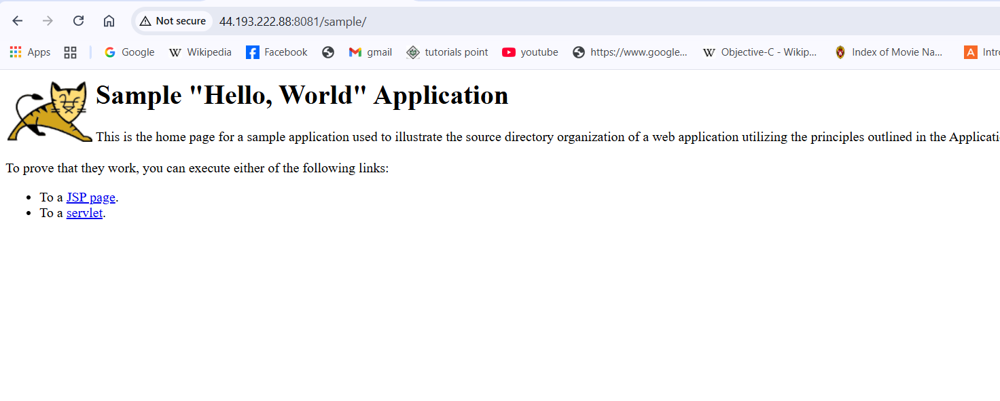 Not secure 44.193.222.88:8081/sample/
Apps Google Wikipedia Facebook gmail tutorials point youtube https://www.google... Objective-C - Wikip... Index of Movie Na... Intro
Sample "Hello, World" Application
This is the home page for a sample application used to illustrate the source directory organization of a web application utilizing the principles outlined in the Applicati
To prove that they work, you can execute either of the following links:
• To a JSP page.
• To a servlet.